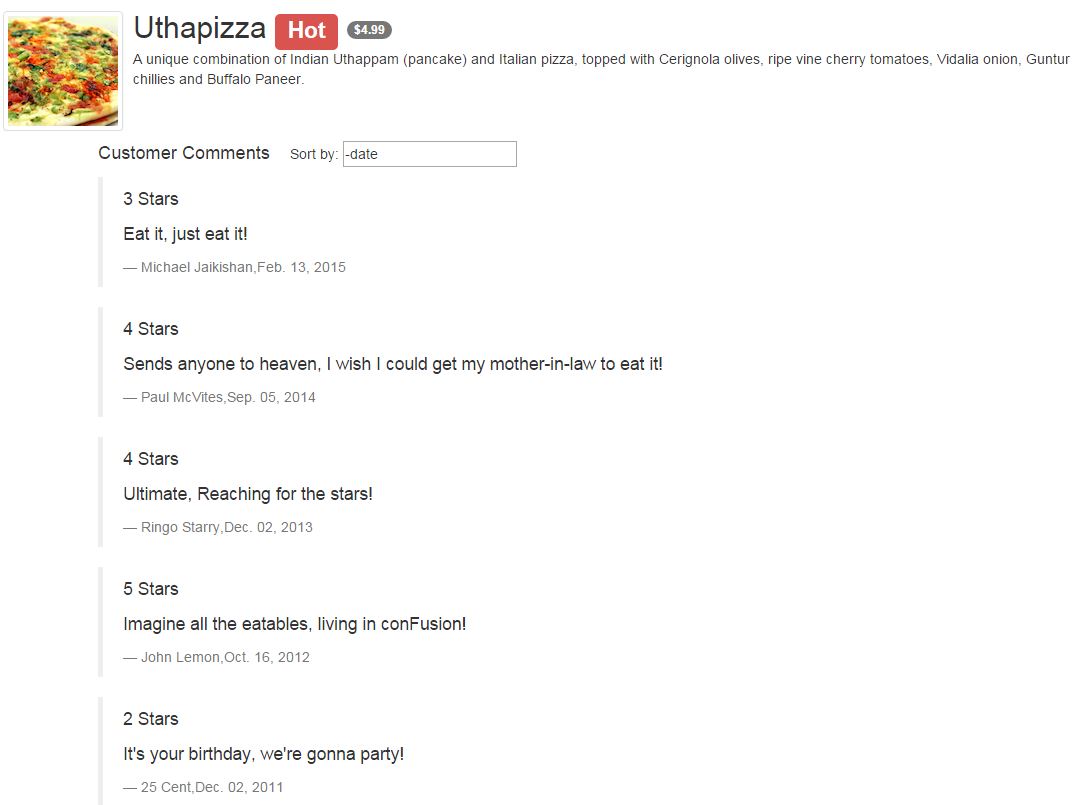 Uthapizza Hot $4.99
A unique combination of Indian Uthappam (pancake) and Italian pizza, topped with Cerignola olives, ripe vine cherry tomatoes, Vidalia onion, Guntur
chillies and Buffalo Paneer.
Customer Comments Sort by: -date
3 Stars
Eat it, just eat it!
— Michael Jaikishan,Feb. 13, 2015
4 Stars
Sends anyone to heaven, I wish I could get my mother-in-law to eat it!
— Paul McVites,Sep. 05, 2014
4 Stars
Ultimate, Reaching for the stars!
— Ringo Starry,Dec. 02, 2013
5 Stars
Imagine all the eatables, living in conFusion!
— John Lemon,Oct. 16, 2012
2 Stars
It's your birthday, we're gonna party!
— 25 Cent,Dec. 02, 2011